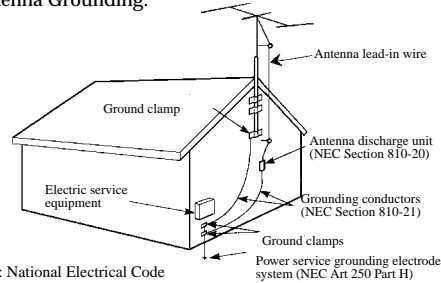 Grounding.
Antenna lead-in wire
Ground clamp
Antenna discharge unit
(NEC Section 810-20)
Electric service
equipment
Grounding conductors
(NEC Section 810-21)
Ground clamps
Power service grounding electrode
system (NEC Art 250 Part H)
: National Electrical Code